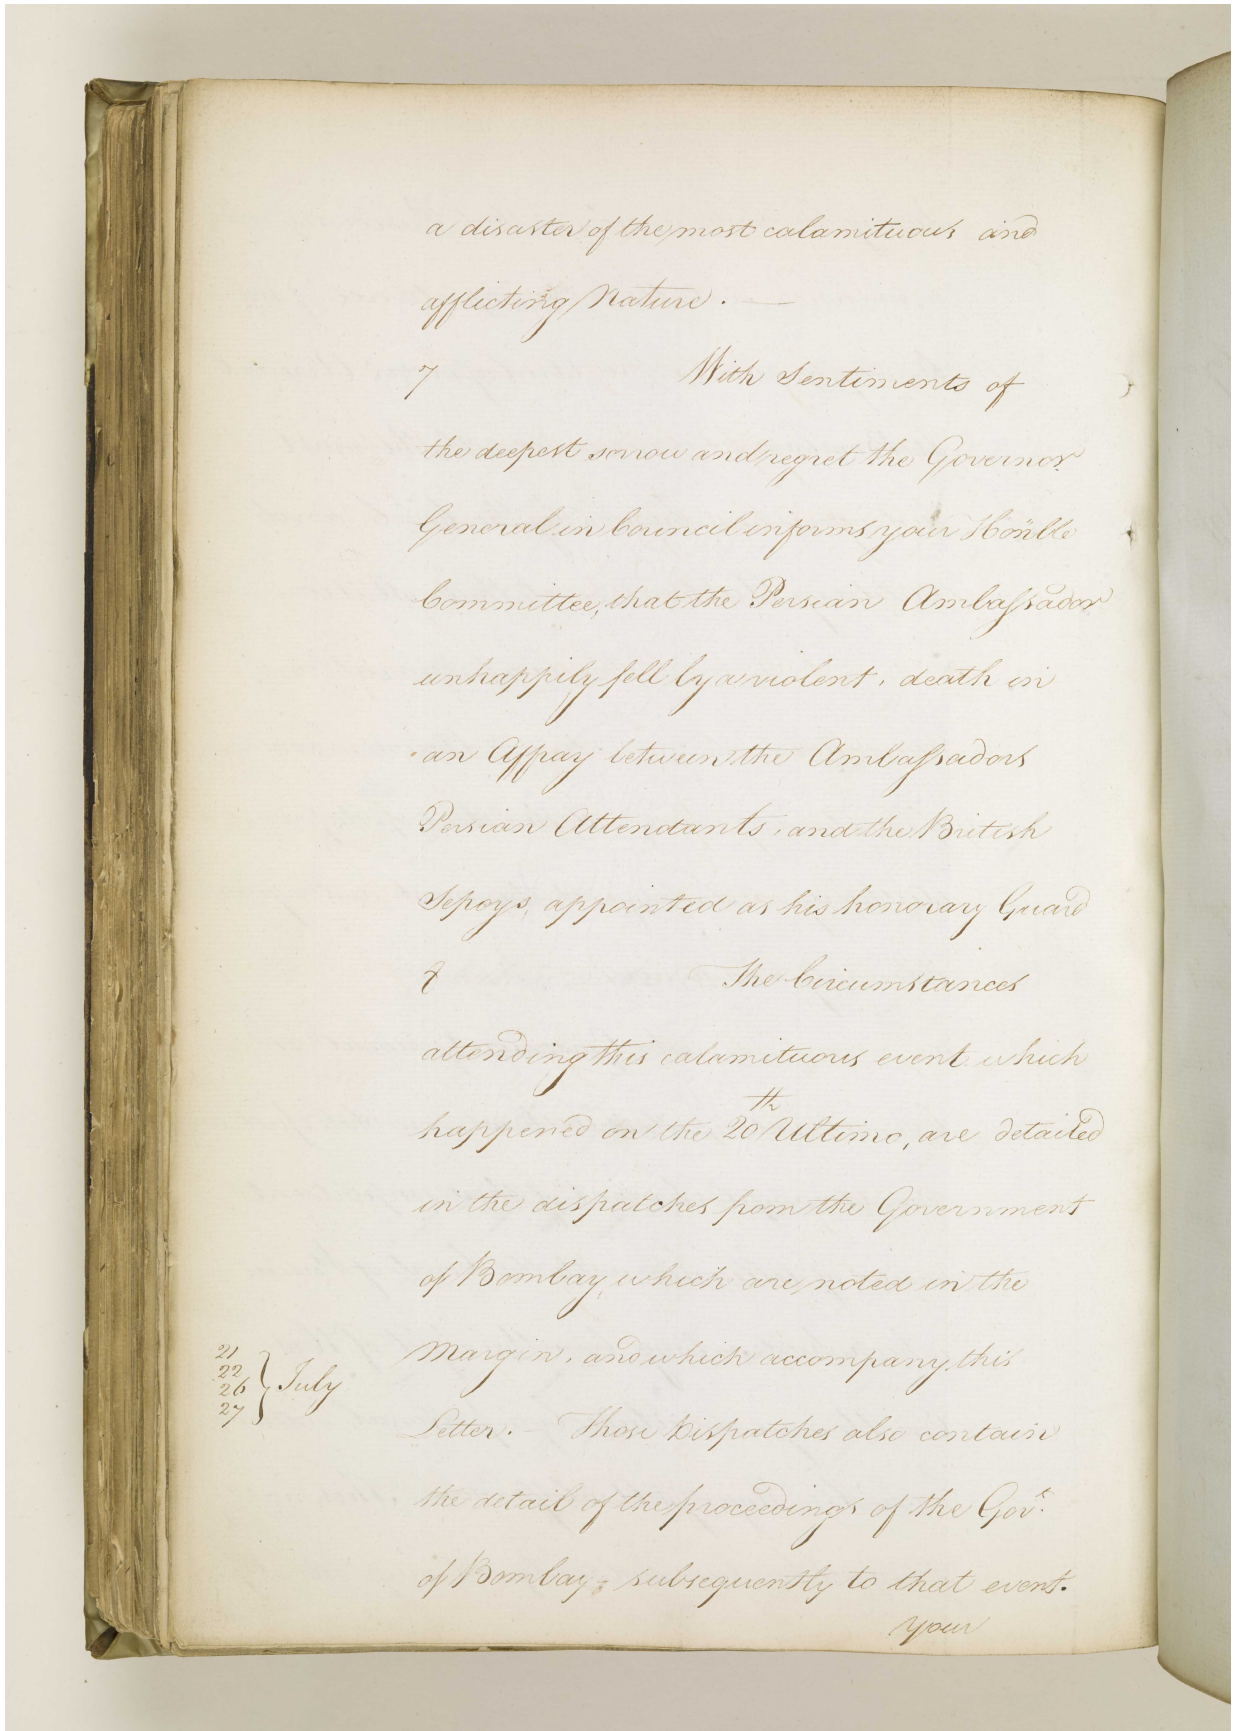 a disaster of the most calamituous and
afflicting Nature. —
7 With Sentiments of
the deepest sorrow and regret the Governor
General in Council informs your Honble
Committee, that the Persian Ambassador
unhappily fell by a violent, death in
an Affray between the Ambassadors
Persian Attendants, and the British
Sepoys, appointed as his honorary Guard
8 The Circumstances
attending this calamituous event which
happened on the 20th Ultimo, are detailed
in the dispatches from the Government
of Bombay, which are noted in the
21
22
26
27
} July
Margin, and which accompany this
Letter. – Those Dispatches also contain
the detail of the proceedings of the Govt.
of Bombay subsequently to that event.
your